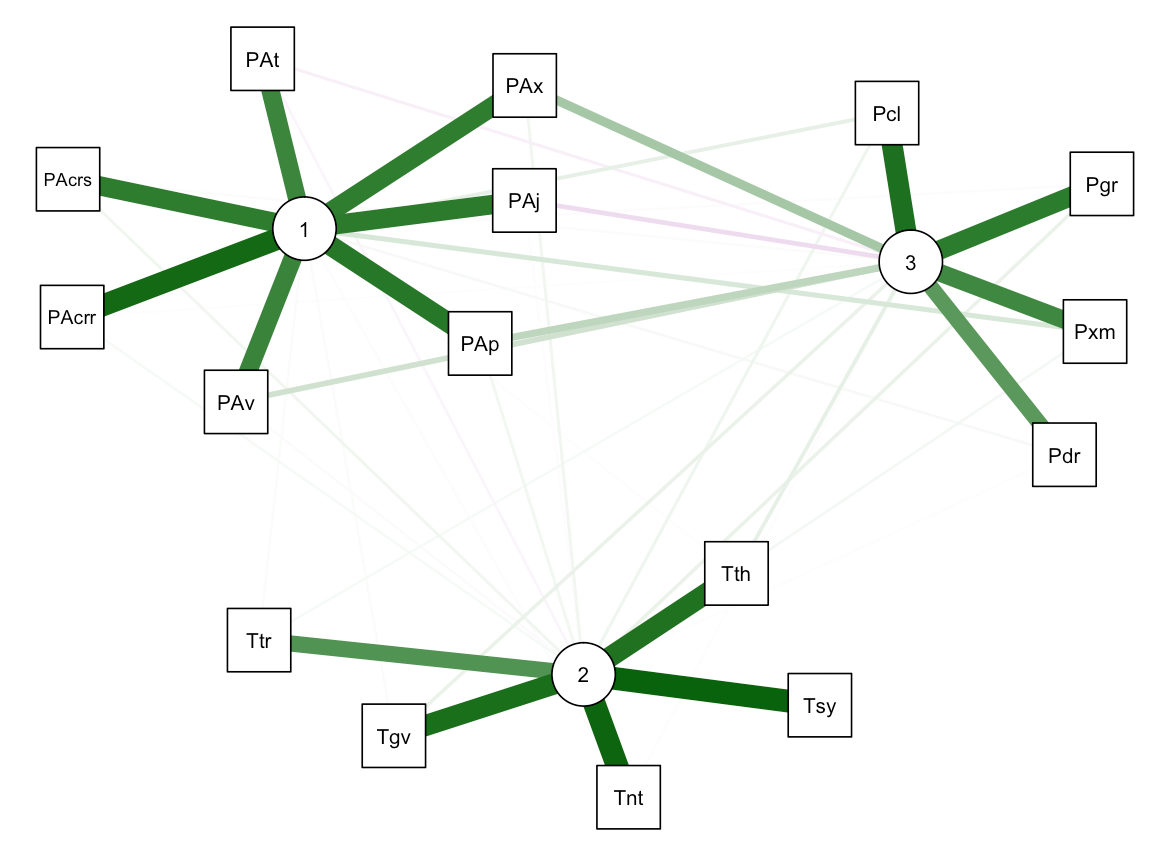 PAt
PAx
Pcl
PAcrs
PAj
Pgr
1
3
PAcrr
PAp
Pxm
PAv
Pdr
Tth
Ttr
2
Tsy
Tgv
Tnt